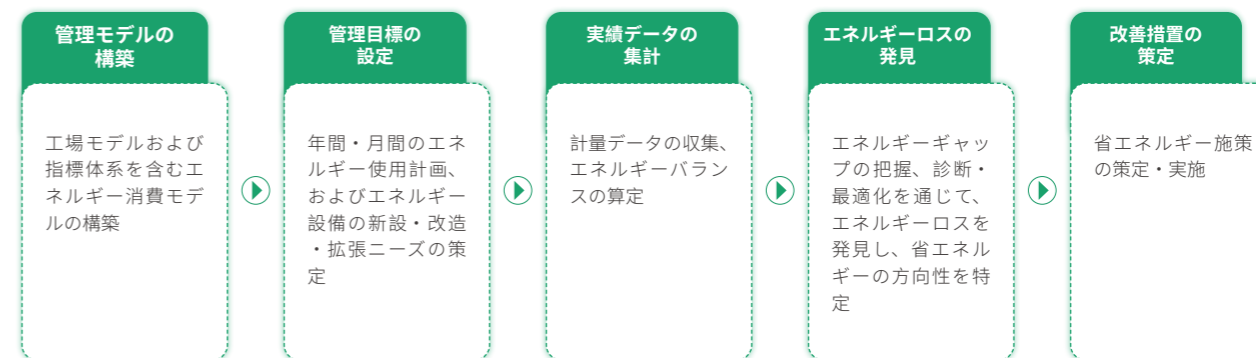 管理モデルの
構築
工場モデルおよび
指標体系を含むエ
ネルギー消費モデ
ルの構築
管理目標の
設定
年間・月間のエネ
ルギー使用計画、
およびエネルギー
設備の新設・改造
・拡張ニーズの策
定
実績データの
集計
計量データの収集、
エネルギーバラン
スの算定
エネルギーロスの
発見
エネルギーギャッ
プの把握、診断・
最適化を通じて、
エネルギーロスを
発見し、省エネル
ギーの方向性を特
定
改善措置の
策定
省エネルギー施策
の策定・実施